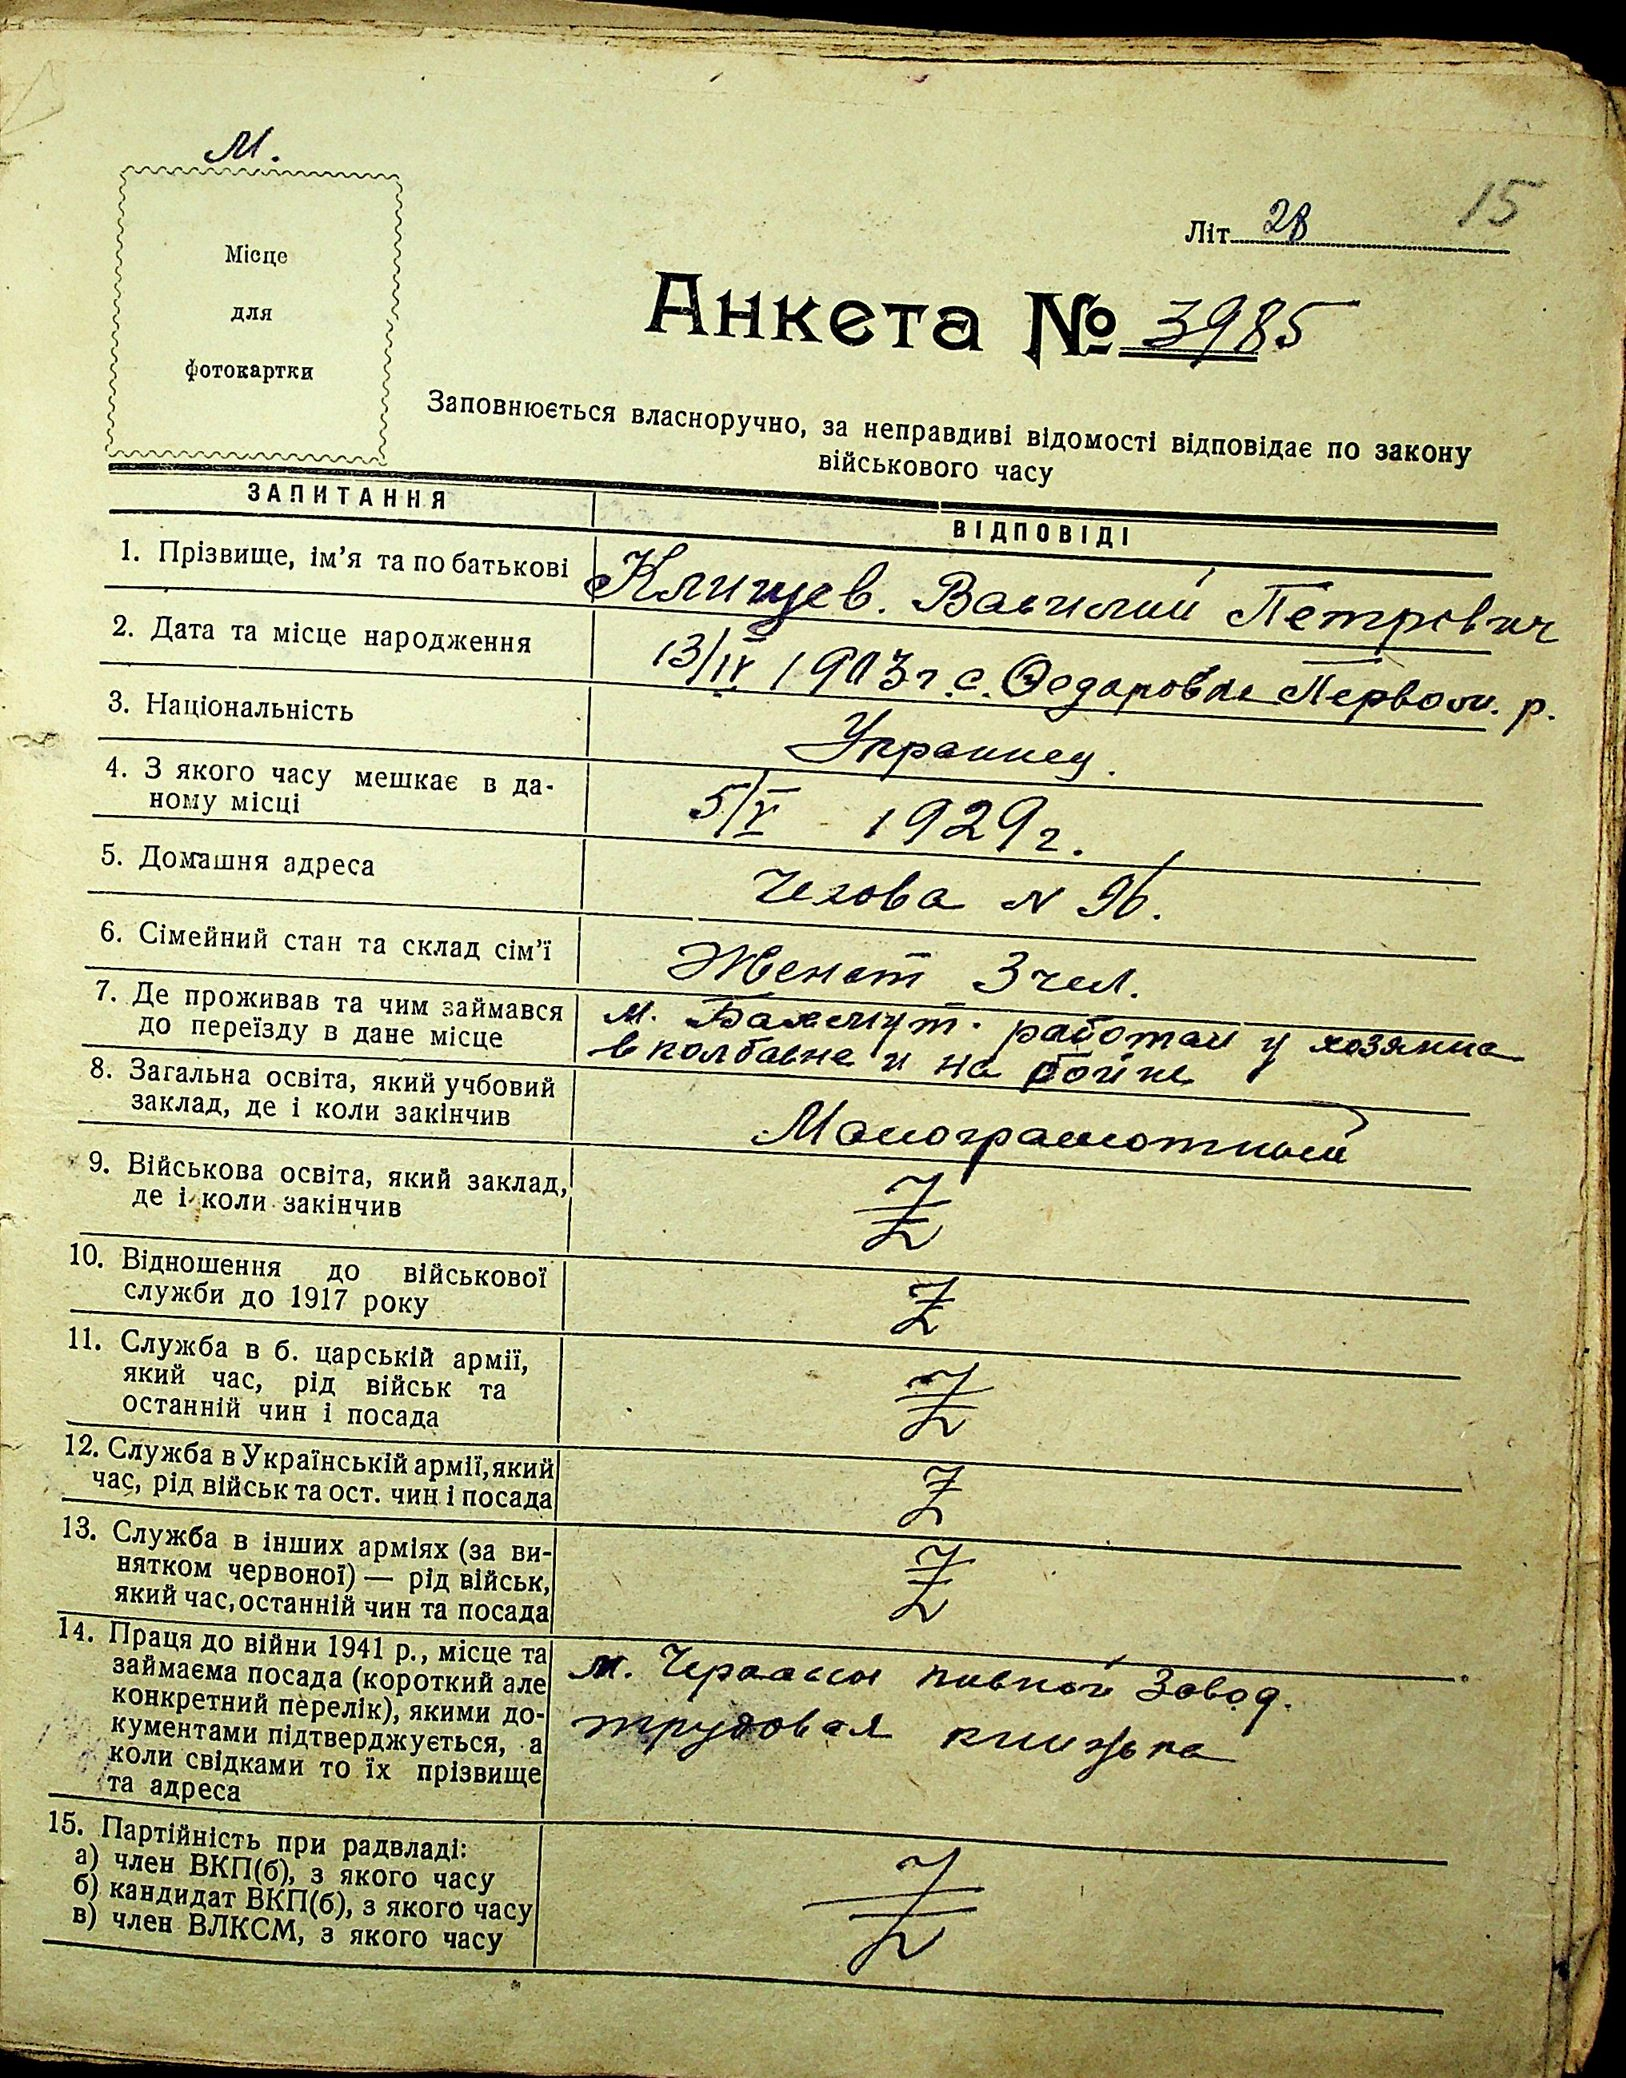 М.
15
Літ. 28
Місце
для
фотокартки
Анкета № 3985
Заповнюється власноручно, за неправдиві відомості відповідає по закону
військового часу
ЗАПИТАННЯ
ВІДПОВІДІ
1. Прізвище, ім'я та по батькові
Клищев. Василий Петрович
2. Дата та місце народження
13/IV 1903 г. с. Федоровка Первом. р.
3. Національність
Украинец.
4. З якого часу мешкає в да-
ному місці
5/V 1929 г.
5. Домашня адреса
Чехова N 96.
6. Сімейний стан та склад сім'ї
Женат 3 чел.
7. Де проживав та чим займався
до переїзду в дане місце
м. Бахмут. работал у хозяина
в колбасне и на бойне
8. Загальна освіта, який учбовий
заклад, де і коли закінчив
Малограмотный
9. Військова освіта, який заклад,
де і коли закінчив
Z
10. Відношення до військової
служби до 1917 року
Z
11. Служба в б. царській армії,
який час, рід військ та
останній чин і посада
Z
12. Служба в Українській армії, який
час, рід військ та ост. чин і посада
Z
13. Служба в інших арміях (за ви-
нятком червоної) — рід військ,
який час, останній чин та посада
Z
14. Праця до війни 1941 р., місце та
займаєма посада (короткий але
конкретний перелік), якими до-
кументами підтверджується, а
коли свідками то їх прізвище
та адреса
м. Черкассы пивной Завод.
трудовая книжка
15. Партійність при радвладі:
а) член ВКП(б), з якого часу
б) кандидат ВКП(б), з якого часу
в) член ВЛКСМ, з якого часу
Z